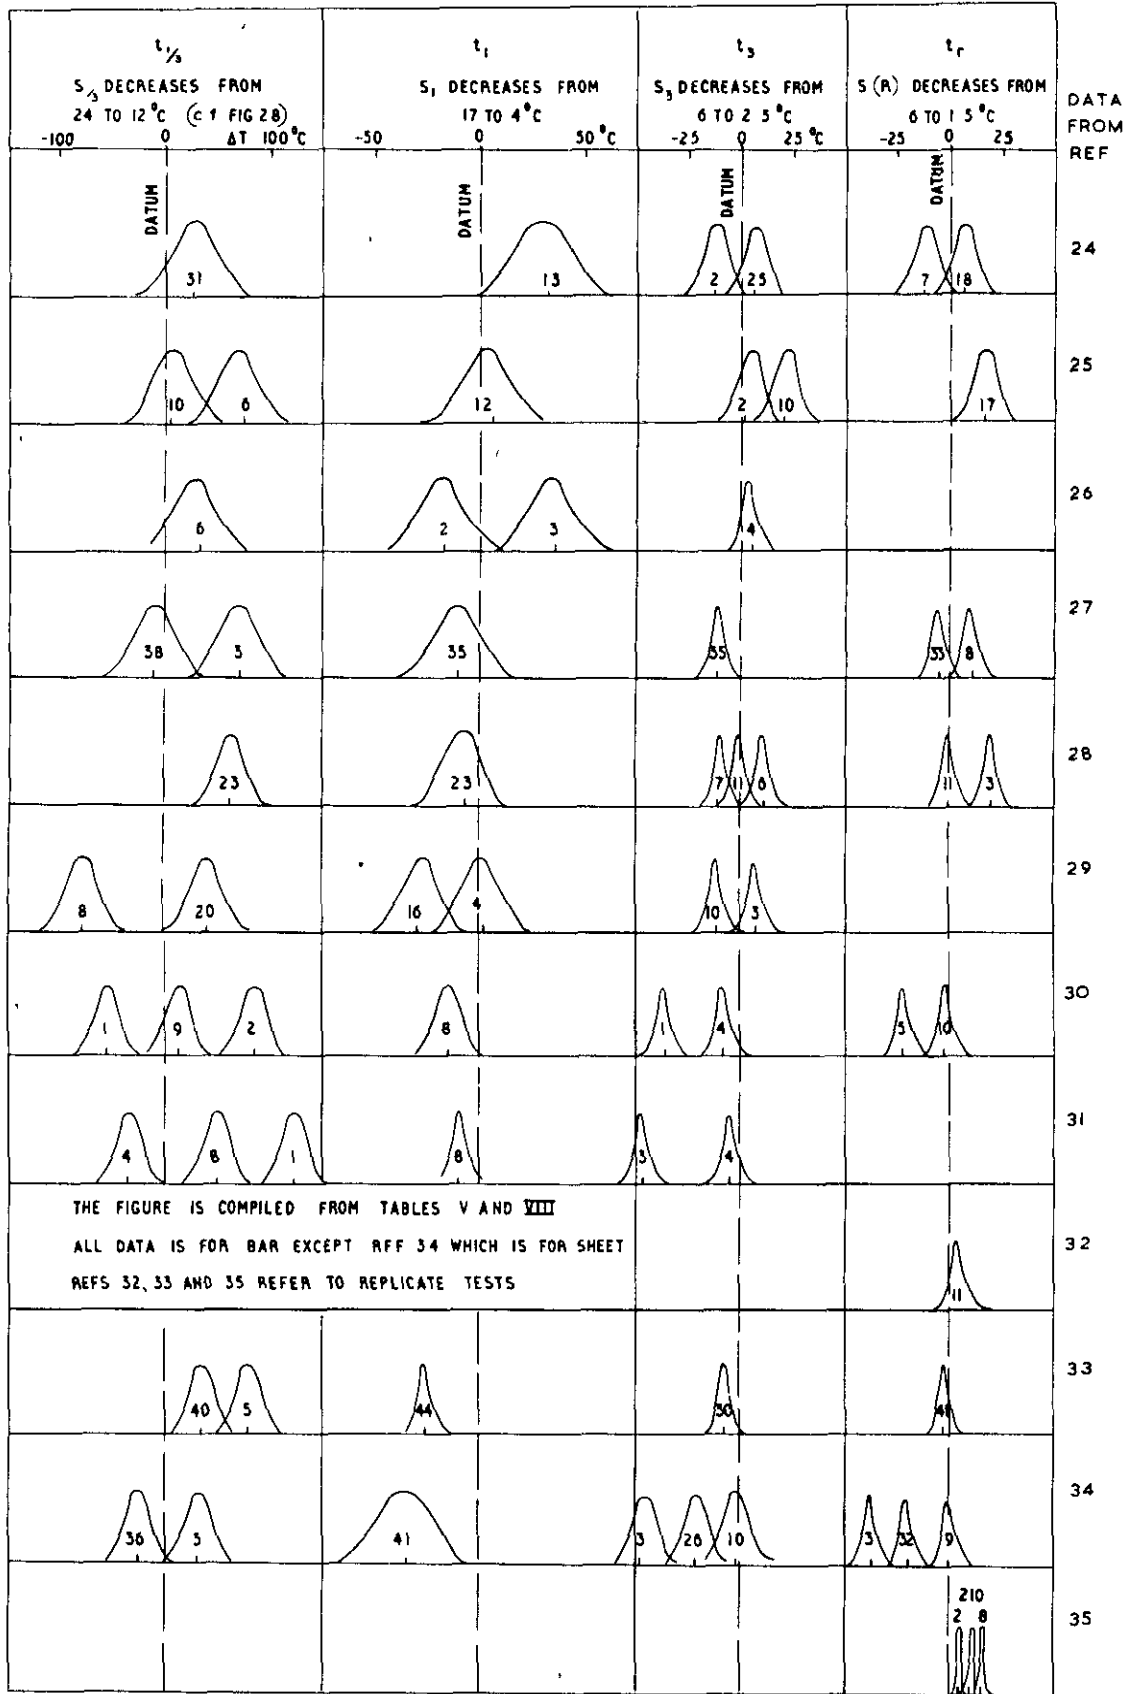 t1/3 t1 t3 tr
S/3 DECREASES FROM S1 DECREASES FROM S3 DECREASES FROM S(R) DECREASES FROM
24 TO 12°C (c f FIG 28) 17 TO 4°C 6 TO 2 5°C 6 TO 1 5°C
DATA
FROM
REF
-100 0 ΔT 100°C -50 0 50°C -25 0 25°C -25 0 25
DATUM DATUM DATUM DATUM
31 13 2 25 7 18 24
10 6 12 2 10 17 25
6 2 3 4 26
38 3 35 35 33 8 27
23 23 7 11 6 11 3 28
8 20 16 4 10 3 29
1 9 2 8 1 4 5 10 30
4 8 1 8 3 4 31
THE FIGURE IS COMPILED FROM TABLES V AND VIII
ALL DATA IS FOR BAR EXCEPT RFF 34 WHICH IS FOR SHEET
REFS 32, 33 AND 35 REFER TO REPLICATE TESTS
11 32
40 5 44 50 41 33
36 5 41 3 26 10 3 32 9 34
210
2 8 35